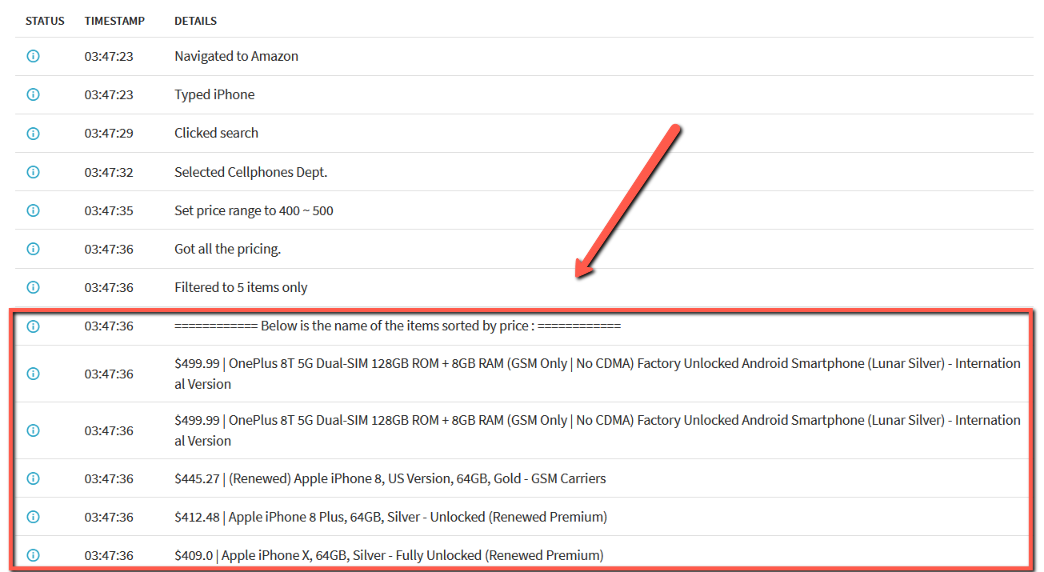 STATUS TIMESTAMP DETAILS
03:47:23 Navigated to Amazon
03:47:23 Typed iPhone
03:47:29 Clicked search
03:47:32 Selected Cellphones Dept.
03:47:35 Set price range to 400 ~ 500
03:47:36 Got all the pricing.
03:47:36 Filtered to 5 items only
03:47:36 ============ Below is the name of the items sorted by price : ============
03:47:36 $499.99 | OnePlus 8T 5G Dual-SIM 128GB ROM + 8GB RAM (GSM Only | No CDMA) Factory Unlocked Android Smartphone (Lunar Silver) - Internation
al Version
03:47:36 $499.99 | OnePlus 8T 5G Dual-SIM 128GB ROM + 8GB RAM (GSM Only | No CDMA) Factory Unlocked Android Smartphone (Lunar Silver) - Internation
al Version
03:47:36 $445.27 | (Renewed) Apple iPhone 8, US Version, 64GB, Gold - GSM Carriers
03:47:36 $412.48 | Apple iPhone 8 Plus, 64GB, Silver - Unlocked (Renewed Premium)
03:47:36 $409.0 | Apple iPhone X, 64GB, Silver - Fully Unlocked (Renewed Premium)